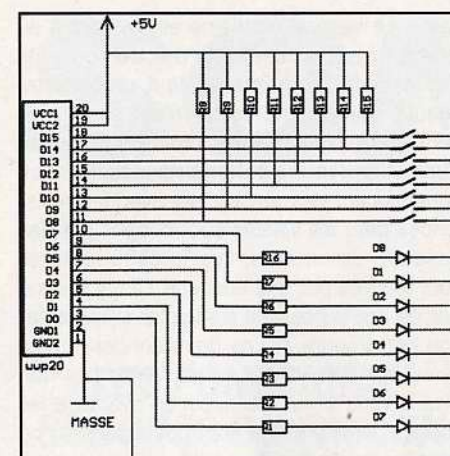 +5V
R8 R9 R10 R11 R12 R13 R14 R15
VCC1 20
VCC2 19
D15 18
D14 17
D13 16
D12 15
D11 14
D10 13
D9 12
D8 11
D7 10
D6 9
D5 8
D4 7
D3 6
D2 5
D1 4
D0 3
GND1 2
GND2 1
uup20
MASSE
R16 D8
R7 D1
R6 D2
R5 D3
R4 D4
R3 D5
R2 D6
R1 D7